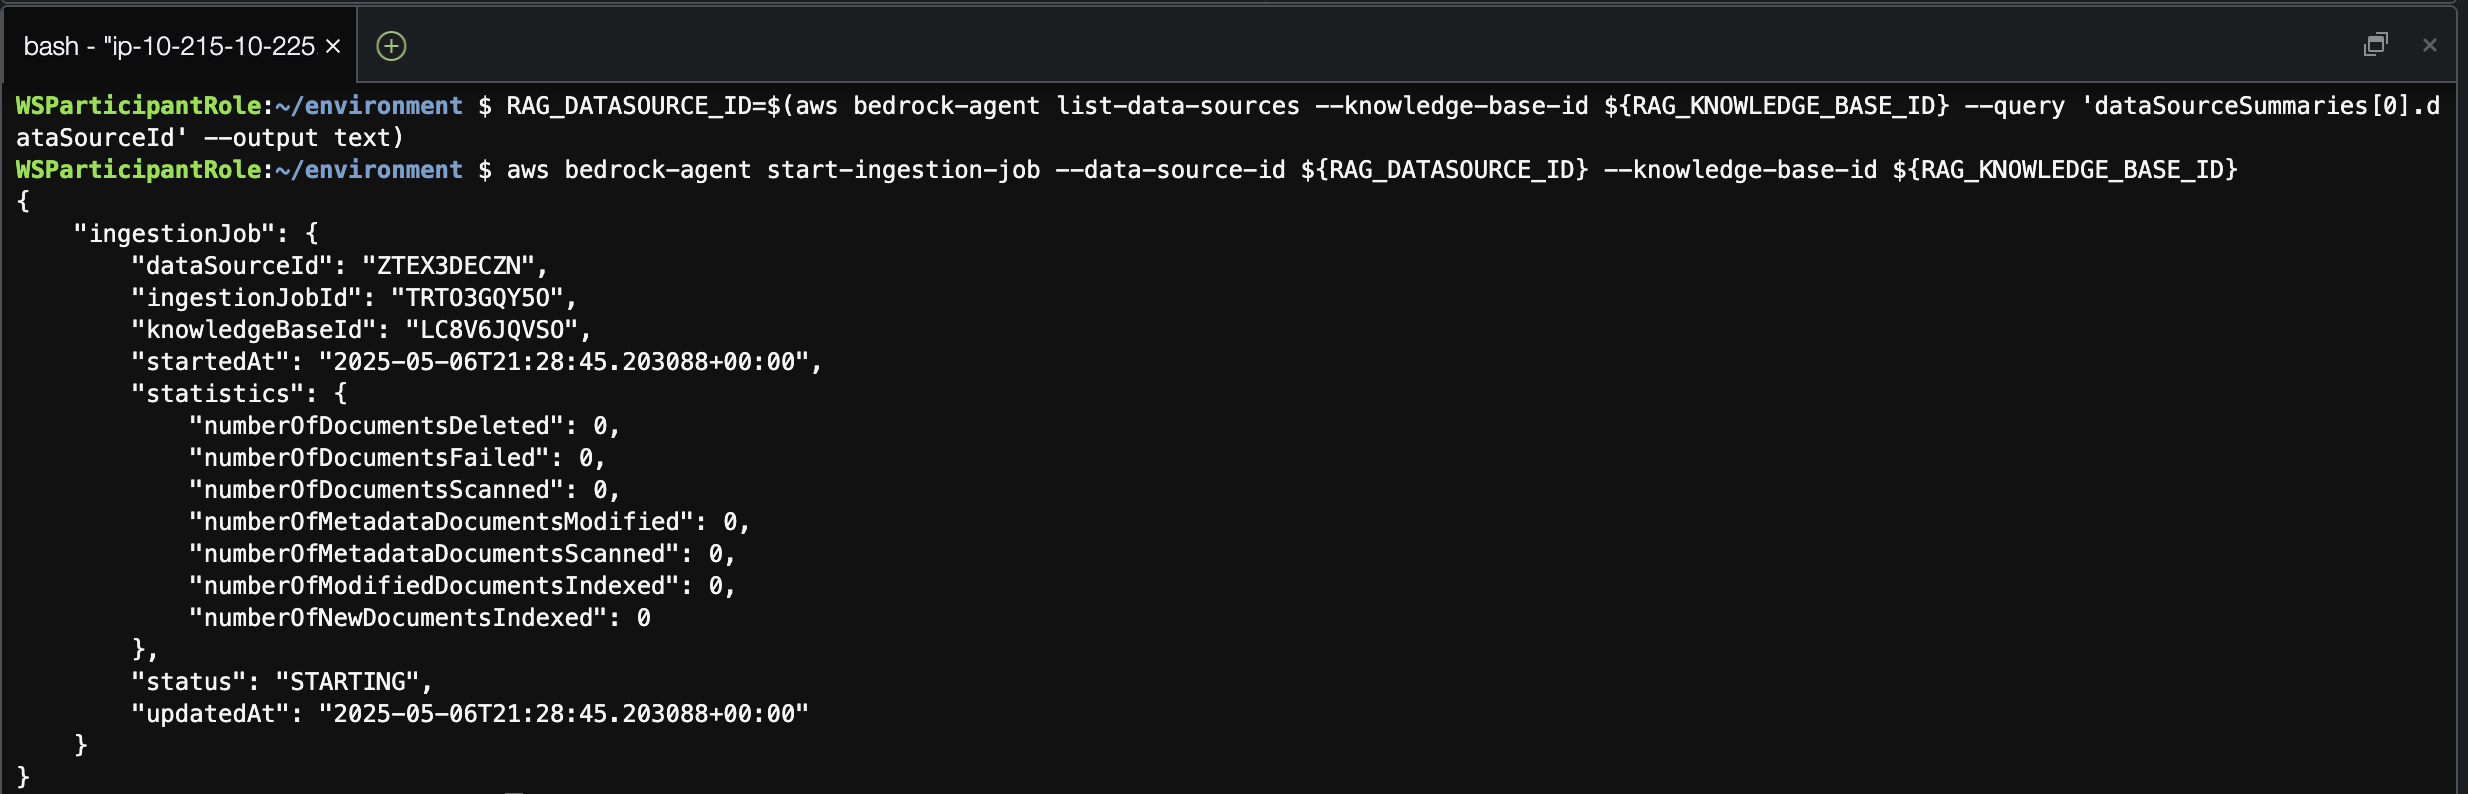 bash - "ip-10-215-10-225
WSParticipantRole:~/environment $ RAG_DATASOURCE_ID=$(aws bedrock-agent list-data-sources --knowledge-base-id ${RAG_KNOWLEDGE_BASE_ID} --query 'dataSourceSummaries[0].d
ataSourceId' --output text)
WSParticipantRole:~/environment $ aws bedrock-agent start-ingestion-job --data-source-id ${RAG_DATASOURCE_ID} --knowledge-base-id ${RAG_KNOWLEDGE_BASE_ID}
{
    "ingestionJob": {
        "dataSourceId": "ZTEX3DECZN",
        "ingestionJobId": "TRTO3GQY5O",
        "knowledgeBaseId": "LC8V6JQVSO",
        "startedAt": "2025-05-06T21:28:45.203088+00:00",
        "statistics": {
            "numberOfDocumentsDeleted": 0,
            "numberOfDocumentsFailed": 0,
            "numberOfDocumentsScanned": 0,
            "numberOfMetadataDocumentsModified": 0,
            "numberOfMetadataDocumentsScanned": 0,
            "numberOfModifiedDocumentsIndexed": 0,
            "numberOfNewDocumentsIndexed": 0
        },
        "status": "STARTING",
        "updatedAt": "2025-05-06T21:28:45.203088+00:00"
    }
}